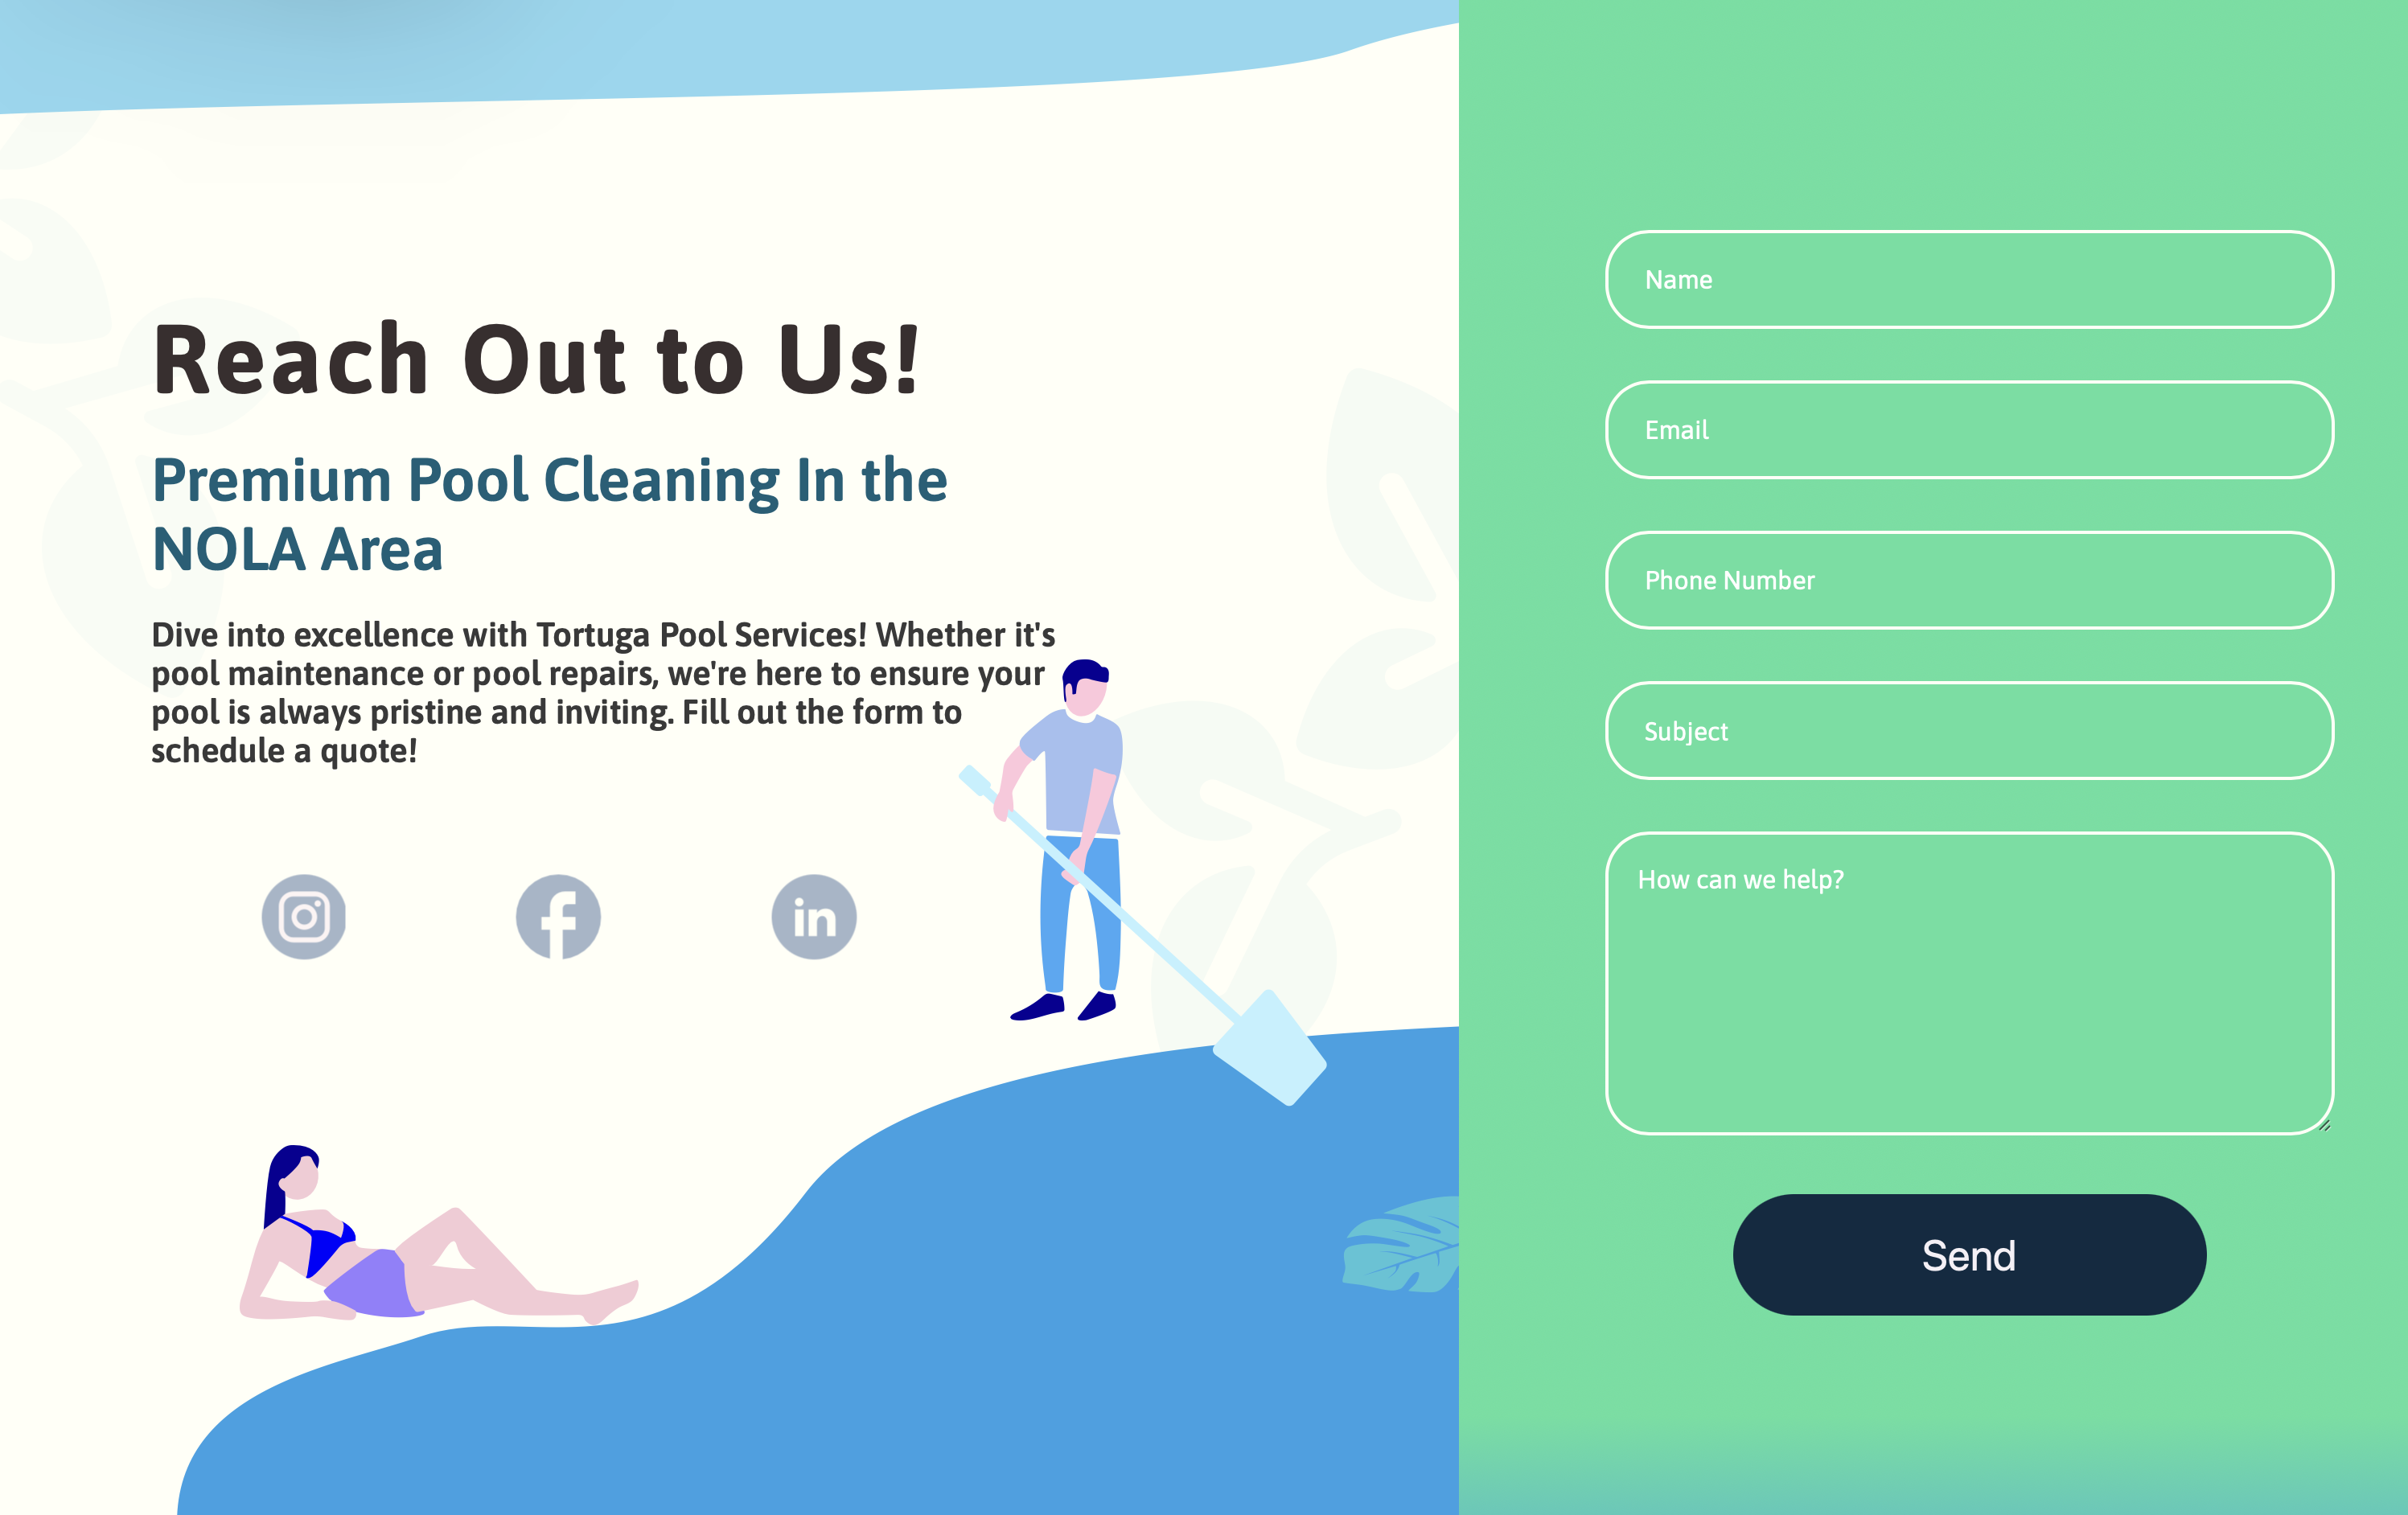 Reach Out to Us!
Premium Pool Cleaning In the
NOLA Area
Dive into excellence with Tortuga Pool Services! Whether it's
pool maintenance or pool repairs, we're here to ensure your
pool is always pristine and inviting. Fill out the form to
schedule a quote!
in
Name
Email
Phone Number
Subject
How can we help?
Send